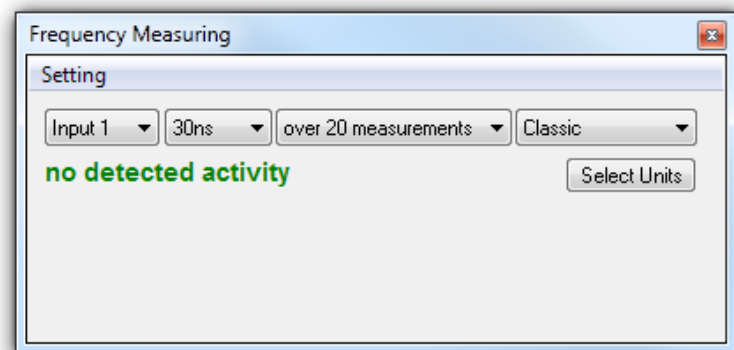 Frequency Measuring
Setting
Input 1 30ns over 20 measurements Classic
no detected activity Select Units